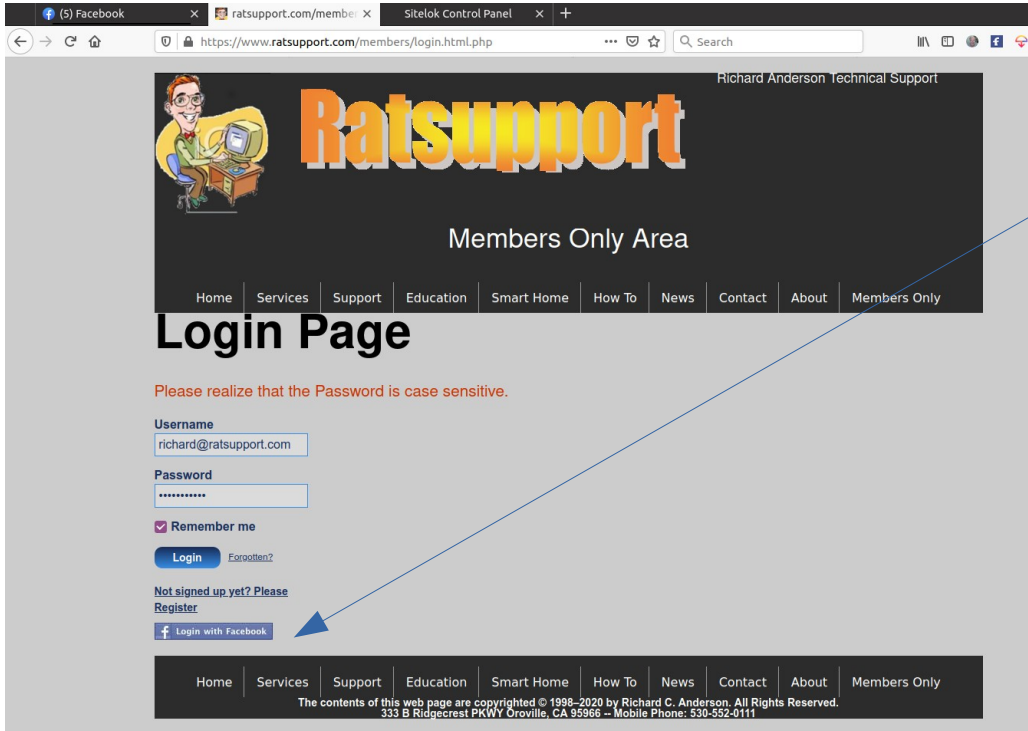 (5) Facebook
ratsupport.com/member
Sitelok Control Panel
https://www.ratsupport.com/members/login.html.php
Search
Richard Anderson Technical Support
Ratsupport
Members Only Area
Home Services Support Education Smart Home How To News Contact About Members Only
Login Page
Please realize that the Password is case sensitive.
Username
richard@ratsupport.com
Password
•••••••••••
Remember me
Login Forgotten?
Not signed up yet? Please
Register
f Login with Facebook
Home Services Support Education Smart Home How To News Contact About Members Only
The contents of this web page are copyrighted © 1998–2020 by Richard C. Anderson. All Rights Reserved.
333 B Ridgecrest PKWY Oroville, CA 95966 -- Mobile Phone: 530-552-0111